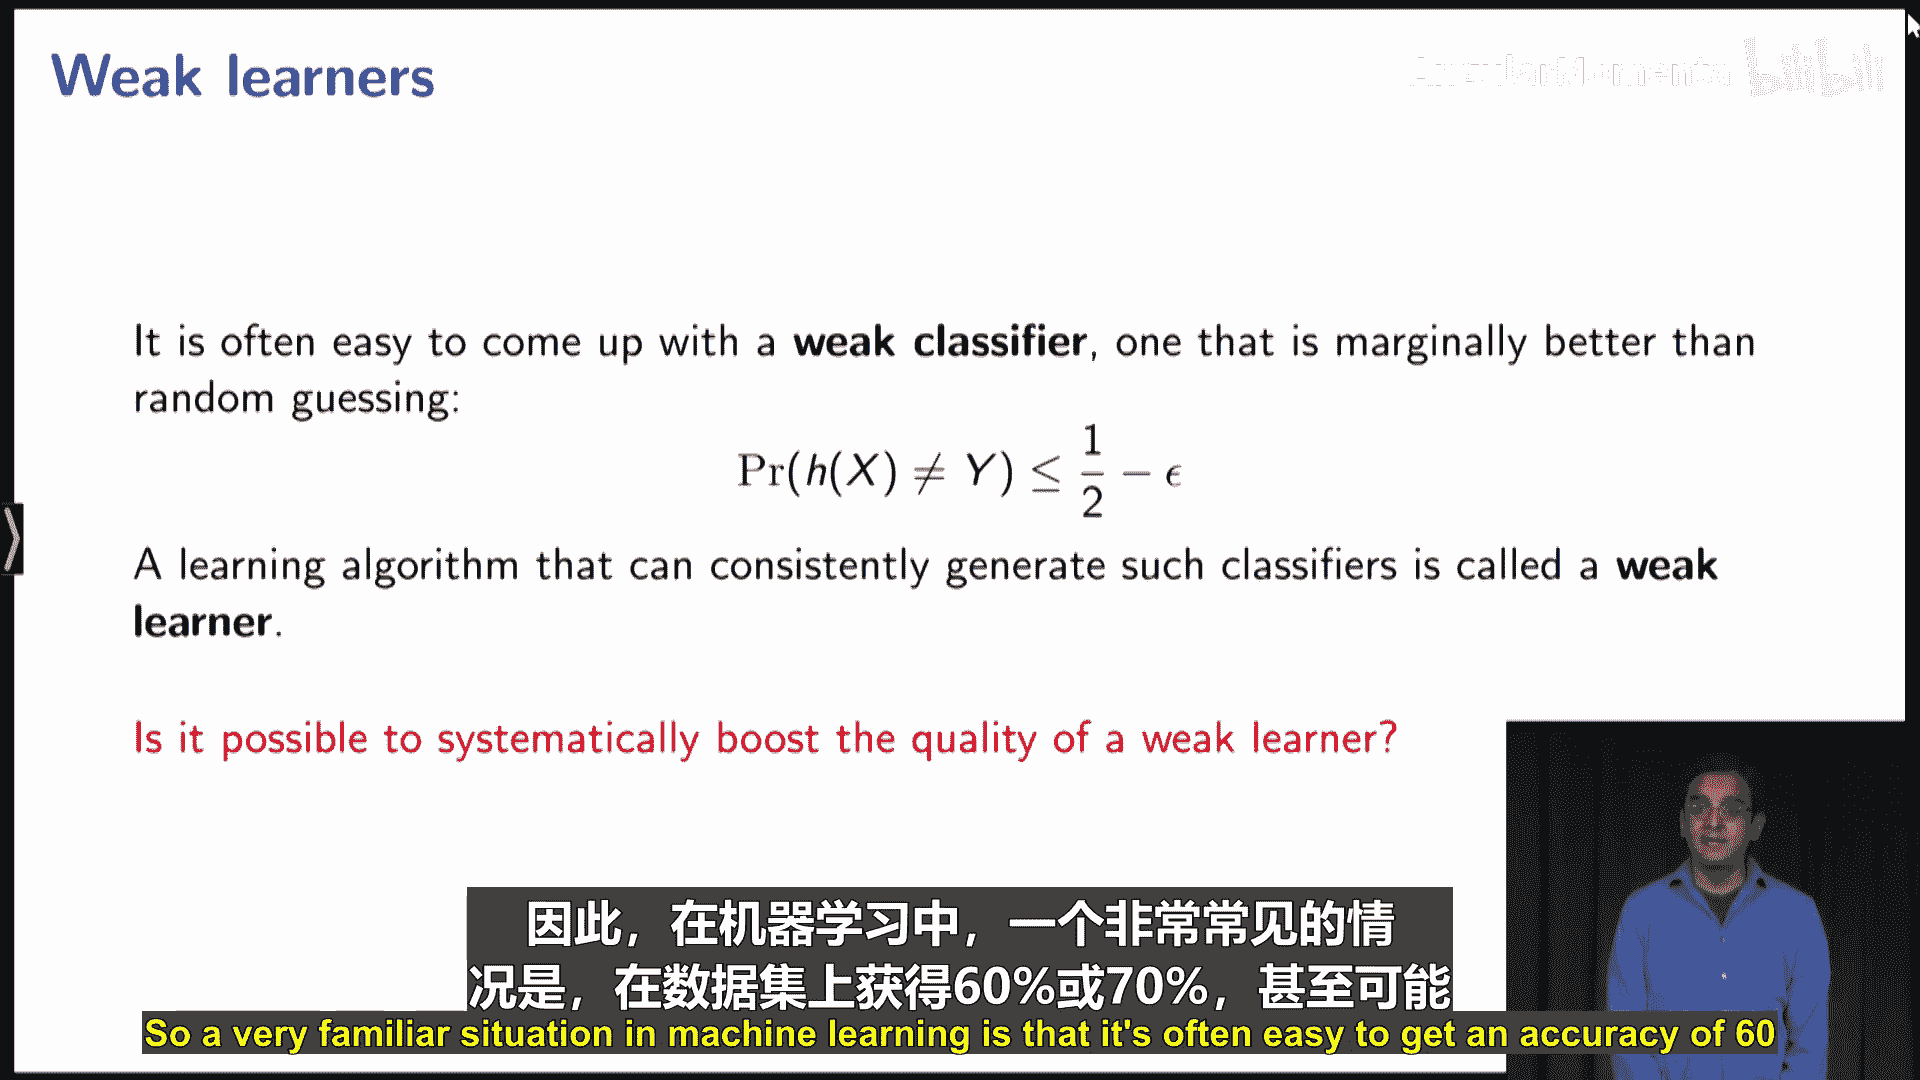 Weak learners
bilibili
It is often easy to come up with a weak classifier, one that is marginally better than
random guessing:
Pr(h(X) ≠ Y) ≤ 1/2 − ϵ
A learning algorithm that can consistently generate such classifiers is called a weak
learner.
Is it possible to systematically boost the quality of a weak learner?
因此，在机器学习中，一个非常常见的情
况是，在数据集上获得60%或70%，甚至可能
So a very familiar situation in machine learning is that it's often easy to get an accuracy of 60